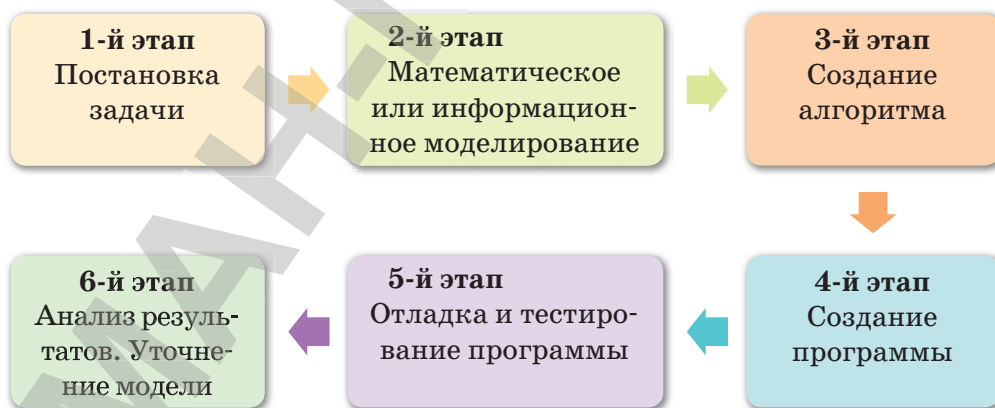 1-й этап
Постановка
задачи
2-й этап
Математическое
или информацион-
ное моделирование
3-й этап
Создание
алгоритма
4-й этап
Создание
программы
5-й этап
Отладка и тестиро-
вание программы
6-й этап
Анализ резуль-
татов. Уточне-
ние модели